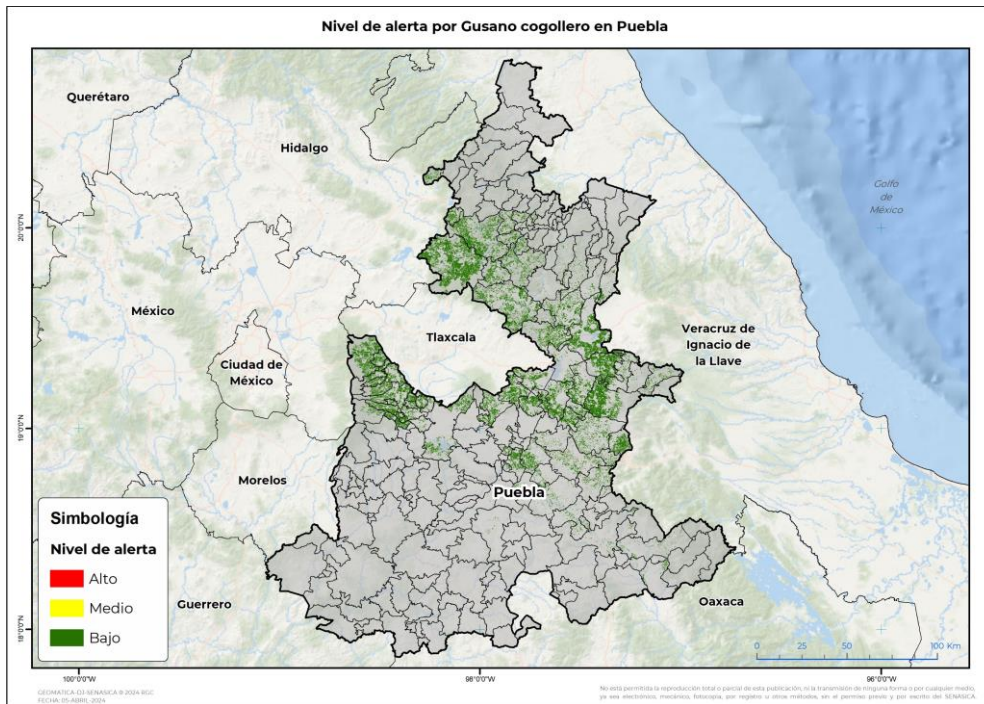 Nivel de alerta por Gusano cogollero en Puebla
Querétaro
Hidalgo
Golfo
de
México
20°0'0"N
México
Tlaxcala
Veracruz de
Ignacio de
la Llave
Ciudad de
México
19°0'0"N
Morelos
Puebla
Simbología
Nivel de alerta
Alto
Medio
Bajo
Guerrero
Oaxaca
18°0'0"N
0 25 50 100 Km
100°0'0"W 98°0'0"W 96°0'0"W
GEOMATICA-DJ-SENASICA ® 2024 RGC
FECHA: 05-ABRIL-2024
No está permitida la reproducción total o parcial de esta publicación, ni la transmisión de ninguna forma o por cualquier medio,
ya sea electrónico, mecánico, fotocopia, por registro u otros métodos, sin el permiso previo y por escrito del SENASICA.